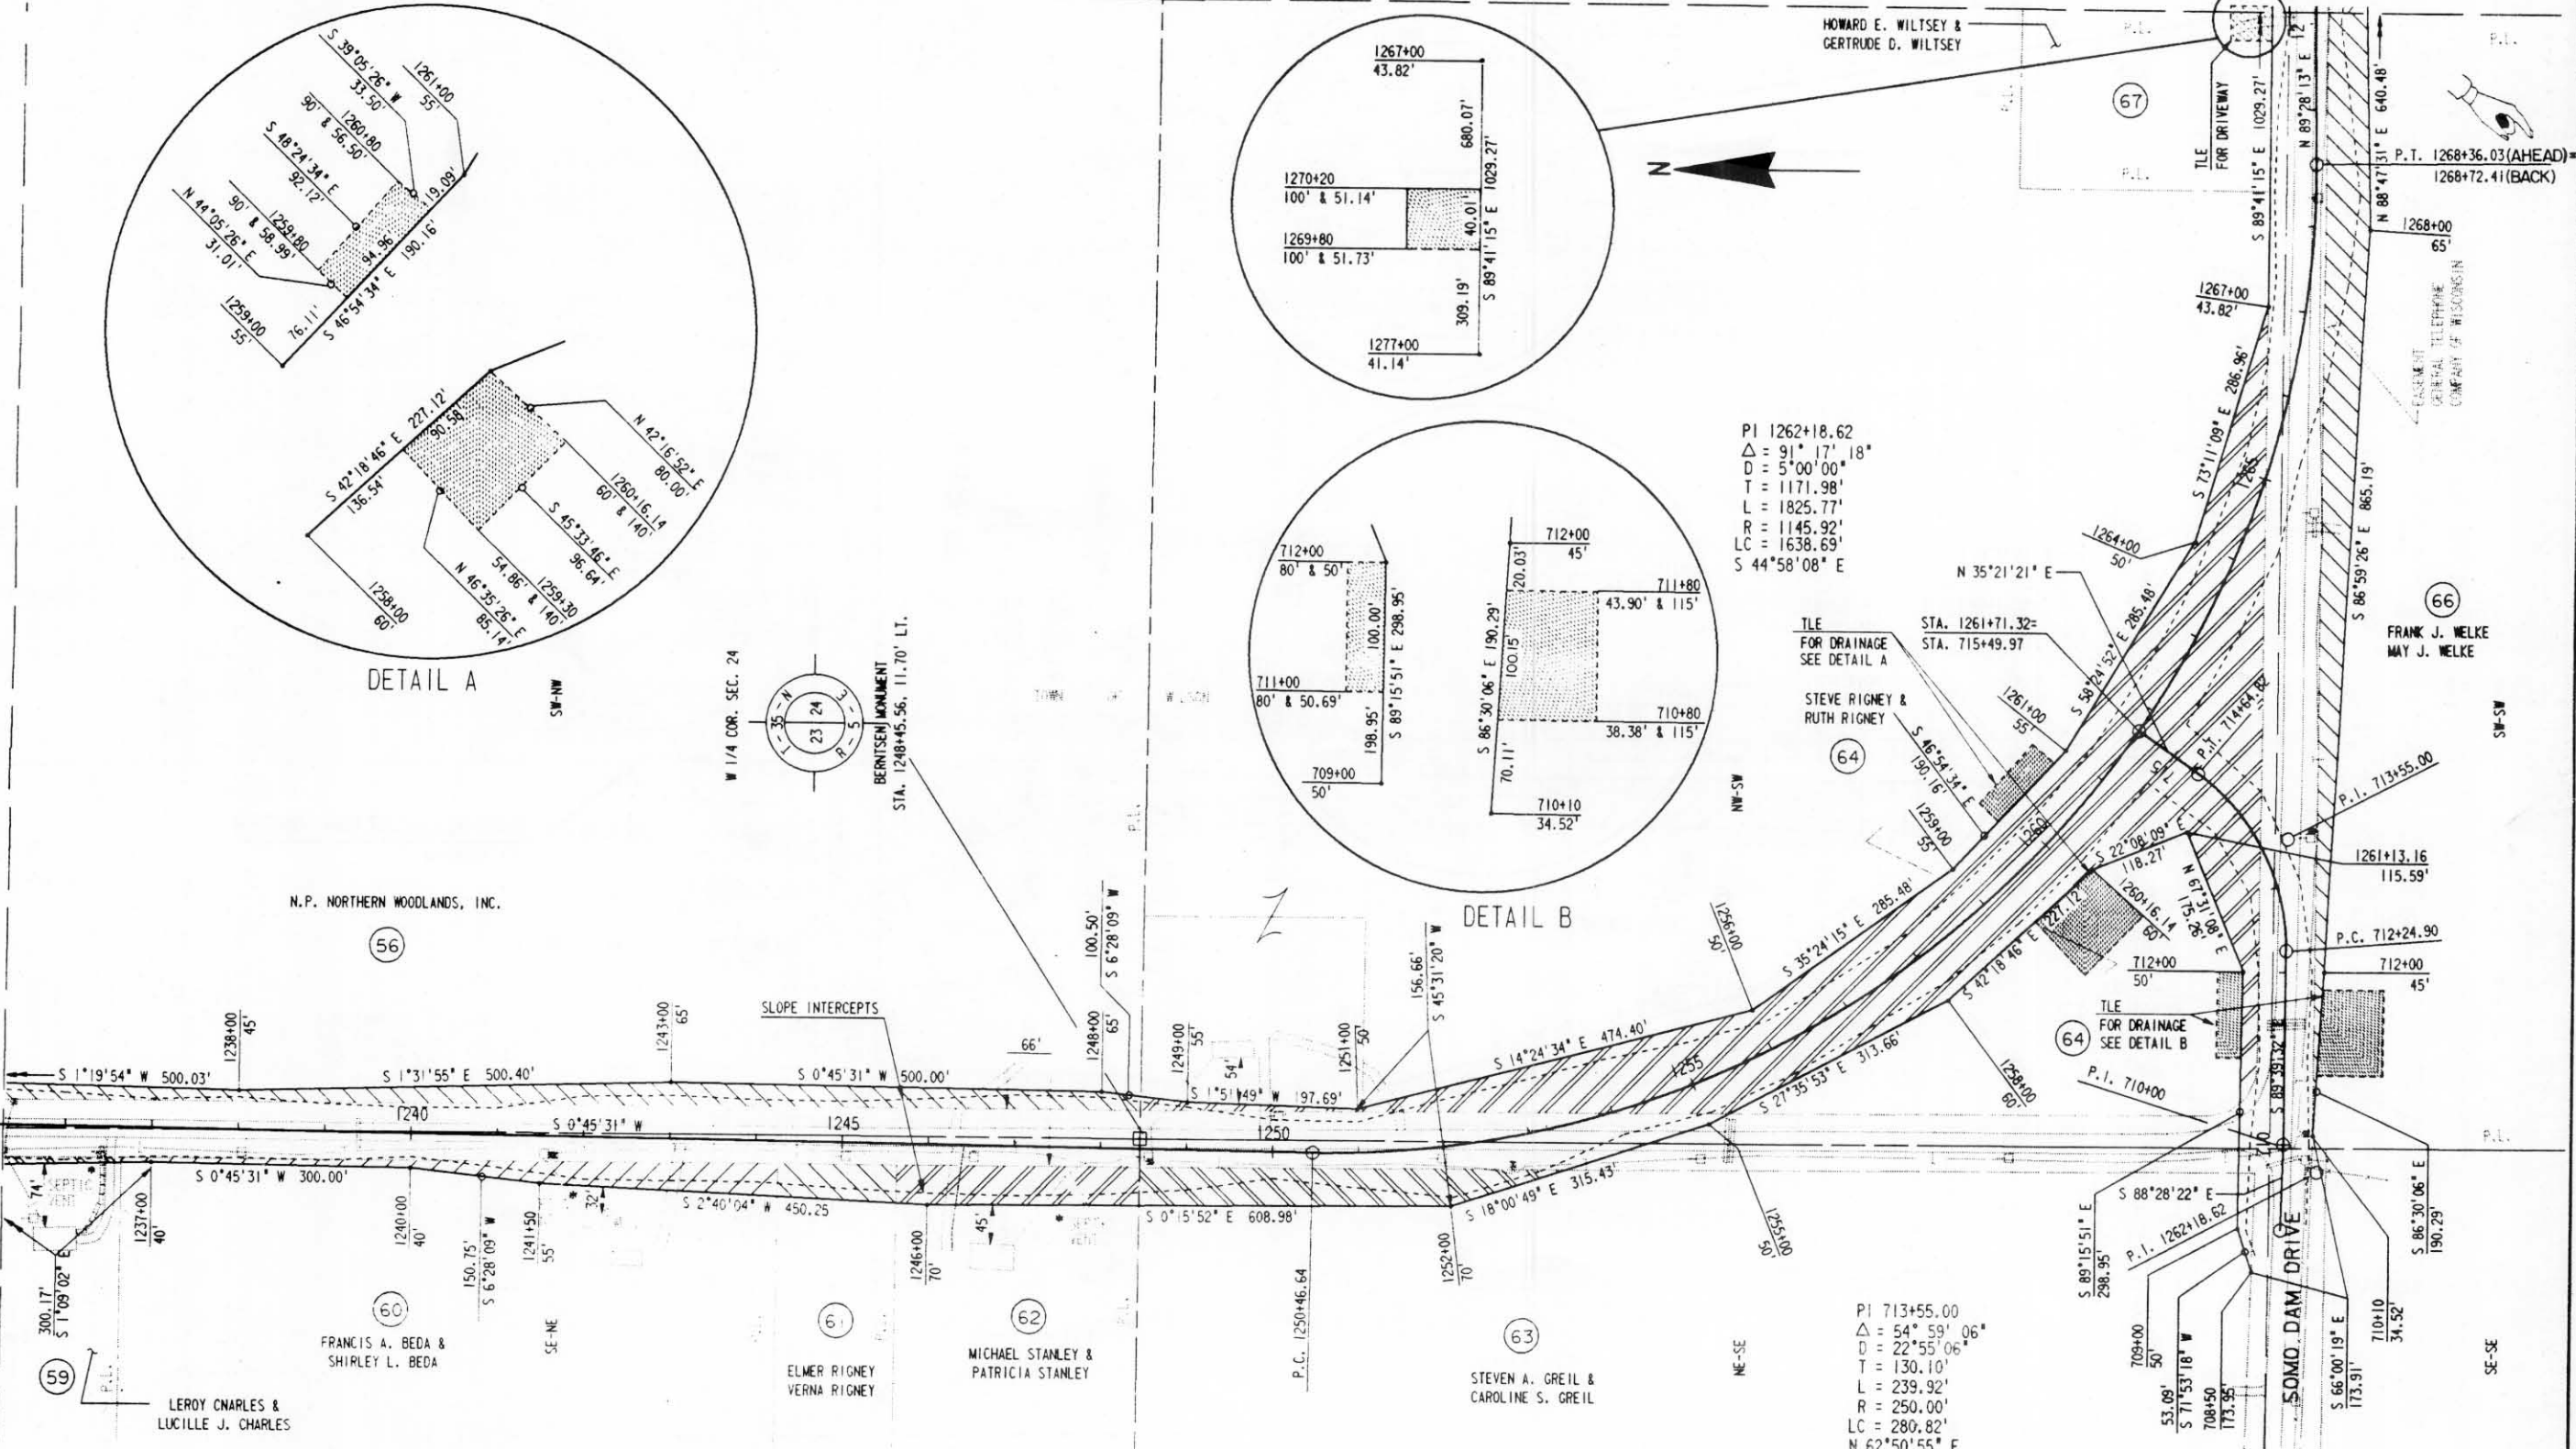 S 39°05'26" W
33.50'
1261+00
55'
1260+80
90' & 56.50'
S 48°24'34" E
92.12'
1259+80
90' & 58.99'
N 44°05'26" E
31.01'
19.09'
94.96'
190.16'
S 46°54'34" E
76.11'
1259+00
55'
S 42°18'46" E 227.12'
90.58'
136.54'
N 42°16'52" E
80.00'
1260+16.14
60' & 140'
S 45°33'46" E
96.64'
1259+30
54.86' & 140'
N 46°35'26" E
85.14'
1258+00
60'
DETAIL A
SW-NW
1267+00
43.82'
680.07'
1270+20
100' & 51.14'
1269+80
100' & 51.73'
40.01'
S 89°41'15" E 1029.27'
309.19'
1277+00
41.14'
N
HOWARD E. WILTSEY &
GERTRUDE D. WILTSEY
P.L.
P.L.
P.L.
P.L.
67
TLE
FOR DRIVEWAY
S 89°41'15" E 1029.27'
N 89°28'13" E 12
N 88°47'31" E 640.48'
P.T. 1268+36.03(AHEAD)=
1268+72.41(BACK)
1268+00
65'
EASEMENT
GENERAL TELEPHONE
COMPANY OF WISCONSIN
1267+00
43.82'
S 73°11'09" E 286.96'
1265
S 86°59'26" E 865.19'
1264+00
50'
PI 1262+18.62
Δ = 91° 17' 18"
D = 5°00'00"
T = 1171.98'
L = 1825.77'
R = 1145.92'
LC = 1638.69'
S 44°58'08" E
N 35°21'21" E
STA. 1261+71.32=
STA. 715+49.97
TLE
FOR DRAINAGE
SEE DETAIL A
STEVE RIGNEY &
RUTH RIGNEY
64
66
FRANK J. WELKE
MAY J. WELKE
SW-SW
S 58°24'52" E 285.48'
1261+00
55'
S 46°54'34" E
190.16'
1259+00
55'
P.T. 714+64.82
P.I. 713+55.00
1261+13.16
115.59'
P.C. 712+24.90
712+00
45'
712+00
50'
N 67°31'08" E
175.26'
S 22°08'09" E
118.27'
1260+16.14
60'
1260
S 42°18'46" E 227.12'
712+00
80' & 50'
100.00'
S 89°15'51" E 298.95'
711+00
80' & 50.69'
198.95'
709+00
50'
712+00
45'
20.03'
711+80
43.90' & 115'
100.15'
S 86°30'06" E 190.29'
710+80
38.38' & 115'
70.11'
710+10
34.52'
DETAIL B
NW-SW
TOWN OF WILSON
W 1/4 COR. SEC. 24
T-35-N
R-5-E
24
23
BERNTSEN MONUMENT
STA. 1248+45.56, 11.70' LT.
P.L.
N.P. NORTHERN WOODLANDS, INC.
56
SLOPE INTERCEPTS
66'
100.50'
S 6°28'09" W
156.66'
S 45°31'20" W
1256+00
50'
S 35°24'15" E 285.48'
S 1°19'54" W 500.03'
1238+00
45'
S 1°31'55" E 500.40'
1243+00
65'
S 0°45'31" W 500.00'
1248+00
65'
1249+00
55'
54'
S 1°51'49" W 197.69'
1251+00
50'
S 14°24'34" E 474.40'
1255
S 27°35'53" E 313.66'
1258+00
60'
1240
S 0°45'31" W
1245
1250
74'
SEPTIC
VENT
1237+00
40'
S 0°45'31" W 300.00'
1240+00
40'
150.75'
S 6°28'09" W
1241+50
55'
32'
S 2°40'04" W 450.25
1246+00
70'
45'
SEPTIC
VENT
S 0°15'52" E 608.98'
1252+00
70'
S 18°00'49" E 315.43'
1255+00
50'
300.17'
S 1°09'02" E
59
P.L.
LEROY CNARLES &
LUCILLE J. CHARLES
60
FRANCIS A. BEDA &
SHIRLEY L. BEDA
SE-NE
P.L.
61
P.L.
ELMER RIGNEY
VERNA RIGNEY
62
MICHAEL STANLEY &
PATRICIA STANLEY
P.L.
P.C. 1250+46.64
63
STEVEN A. GREIL &
CAROLINE S. GREIL
NE-SE
TLE
FOR DRAINAGE
SEE DETAIL B
64
P.I. 710+00
S 89°39'32" E
710
P.L.
S 88°28'22" E
S 89°15'51" E
298.95'
P.I. 1262+18.62
709+00
50'
53.09'
S 71°53'18" W
708+50
173.95'
SOMO DAM DRIVE
S 66°00'19" E
173.91'
710+10
34.52'
S 86°30'06" E
190.29'
SE-SE
PI 713+55.00
Δ = 54° 59' 06"
D = 22°55'06"
T = 130.10'
L = 239.92'
R = 250.00'
LC = 280.82'
N 62°50'55" E